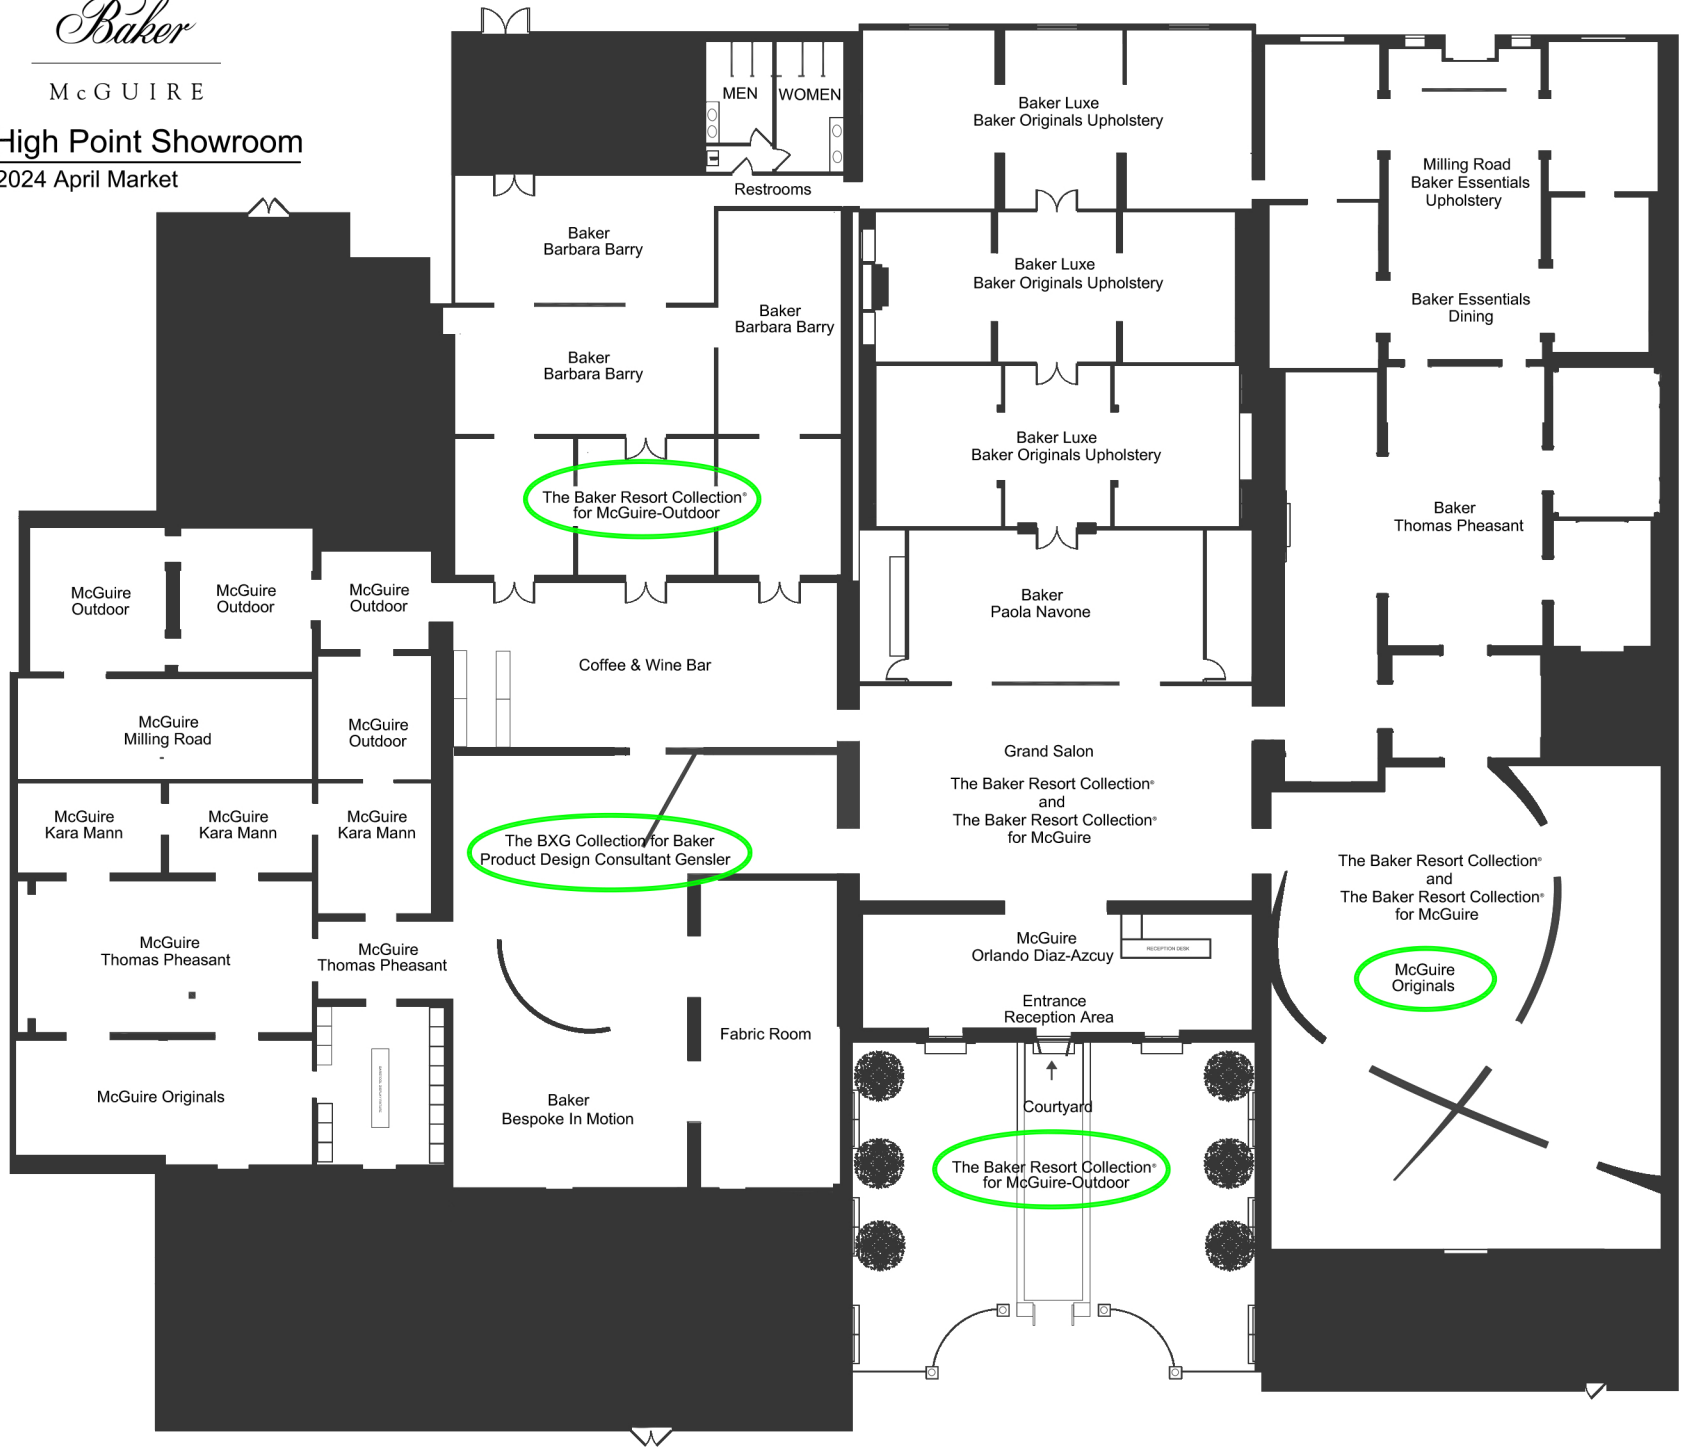 Baker
McGUIRE
High Point Showroom
2024 April Market
MEN
WOMEN
Restrooms
Baker
Barbara Barry
Baker
Barbara Barry
Baker
Barbara Barry
The Baker Resort Collection®
for McGuire-Outdoor
Baker Luxe
Baker Originals Upholstery
Baker Luxe
Baker Originals Upholstery
Baker Luxe
Baker Originals Upholstery
Baker
Paola Navone
Milling Road
Baker Essentials
Upholstery
Baker Essentials
Dining
Baker
Thomas Pheasant
McGuire
Outdoor
McGuire
Outdoor
McGuire
Outdoor
McGuire
Milling Road
McGuire
Outdoor
Coffee & Wine Bar
McGuire
Kara Mann
McGuire
Kara Mann
McGuire
Kara Mann
The BXG Collection for Baker
Product Design Consultant Gensler
Grand Salon
The Baker Resort Collection®
and
The Baker Resort Collection®
for McGuire
The Baker Resort Collection®
and
The Baker Resort Collection®
for McGuire
McGuire
Originals
McGuire
Thomas Pheasant
McGuire
Thomas Pheasant
McGuire
Orlando Diaz-Azcuy
RECEPTION DESK
Entrance
Reception Area
Fabric Room
McGuire Originals
Baker
Bespoke In Motion
Courtyard
The Baker Resort Collection®
for McGuire-Outdoor